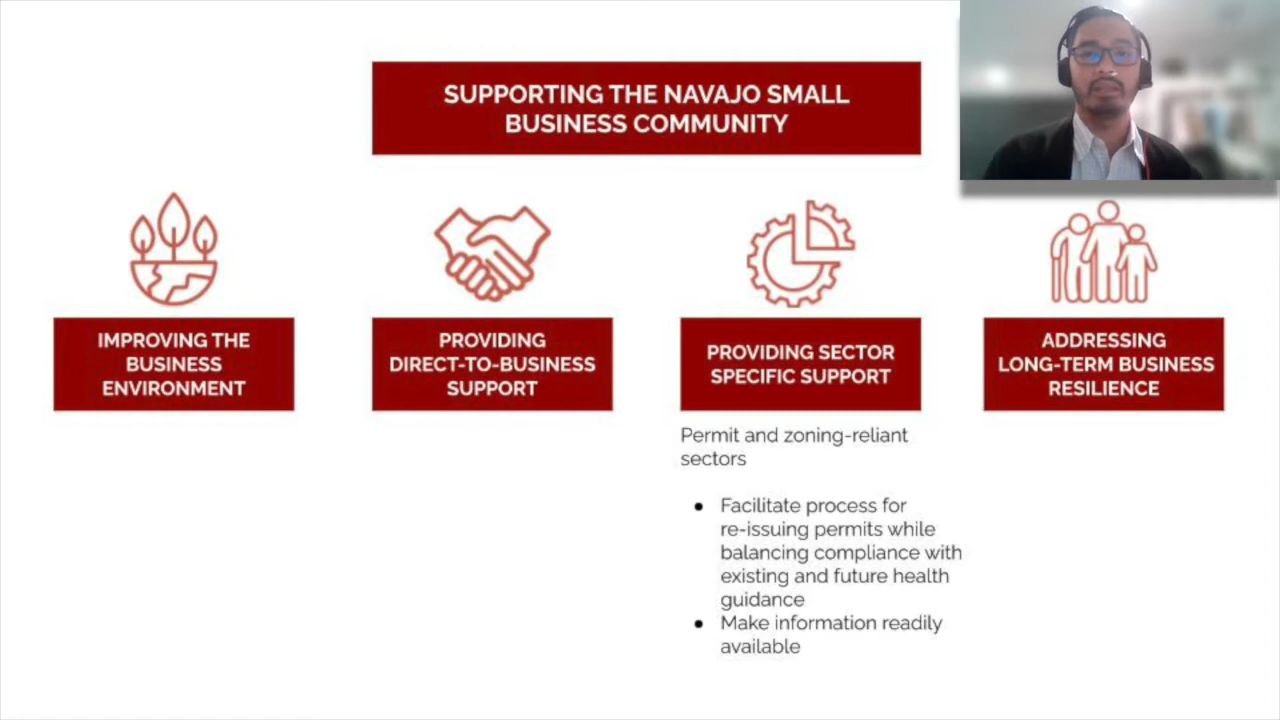 SUPPORTING THE NAVAJO SMALL
BUSINESS COMMUNITY
IMPROVING THE
BUSINESS
ENVIRONMENT
PROVIDING
DIRECT-TO-BUSINESS
SUPPORT
PROVIDING SECTOR
SPECIFIC SUPPORT
ADDRESSING
LONG-TERM BUSINESS
RESILIENCE
Permit and zoning-reliant
sectors
● Facilitate process for
re-issuing permits while
balancing compliance with
existing and future health
guidance
● Make information readily
available